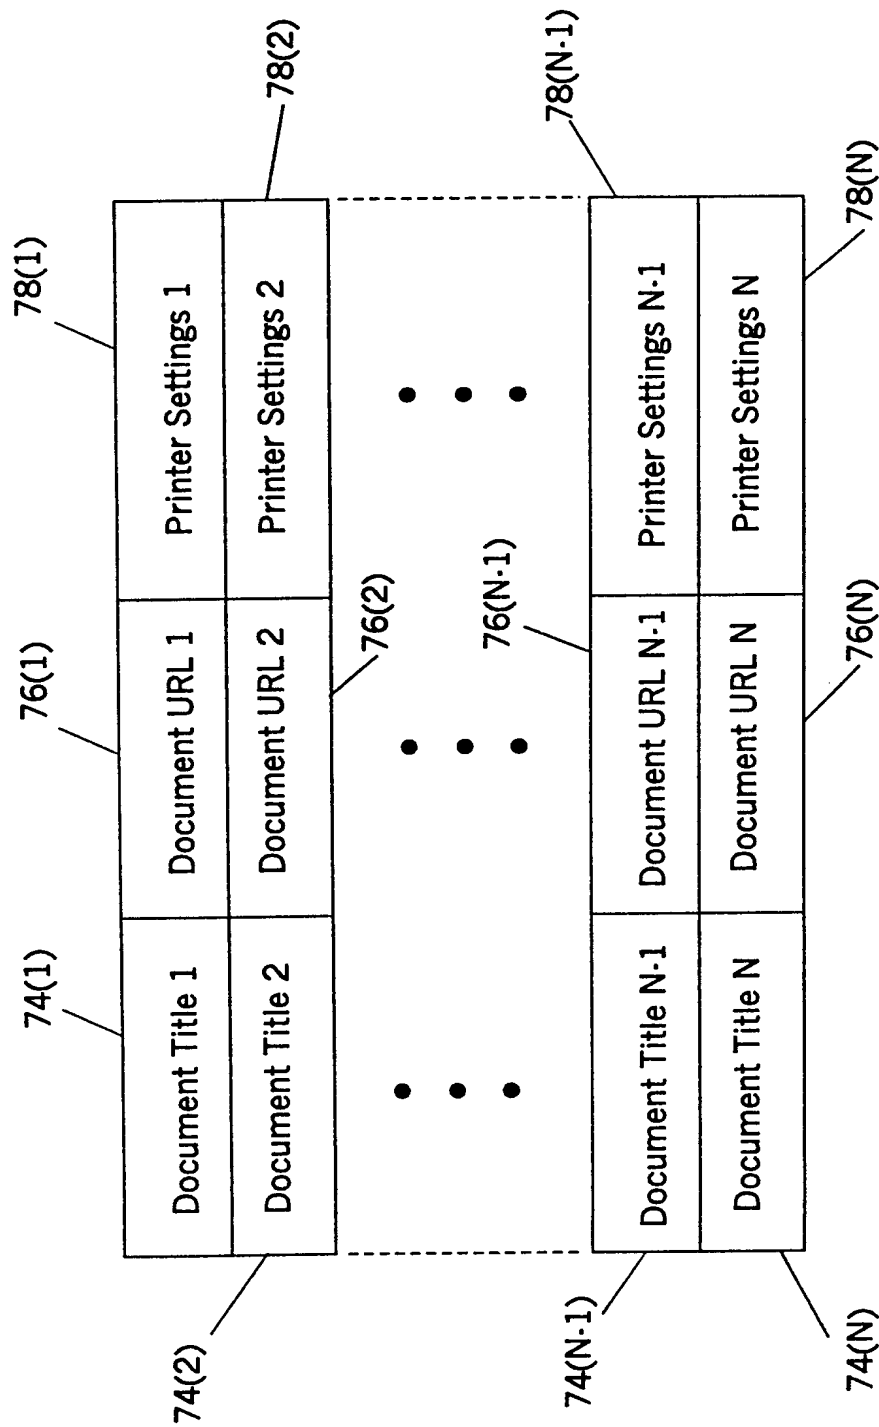 74(1)
76(1)
78(1)
Document Title 1
Document URL 1
Printer Settings 1
Document Title 2
Document URL 2
Printer Settings 2
74(2)
76(2)
78(2)
74(N-1)
76(N-1)
78(N-1)
Document Title N-1
Document URL N-1
Printer Settings N-1
Document Title N
Document URL N
Printer Settings N
74(N)
76(N)
78(N)